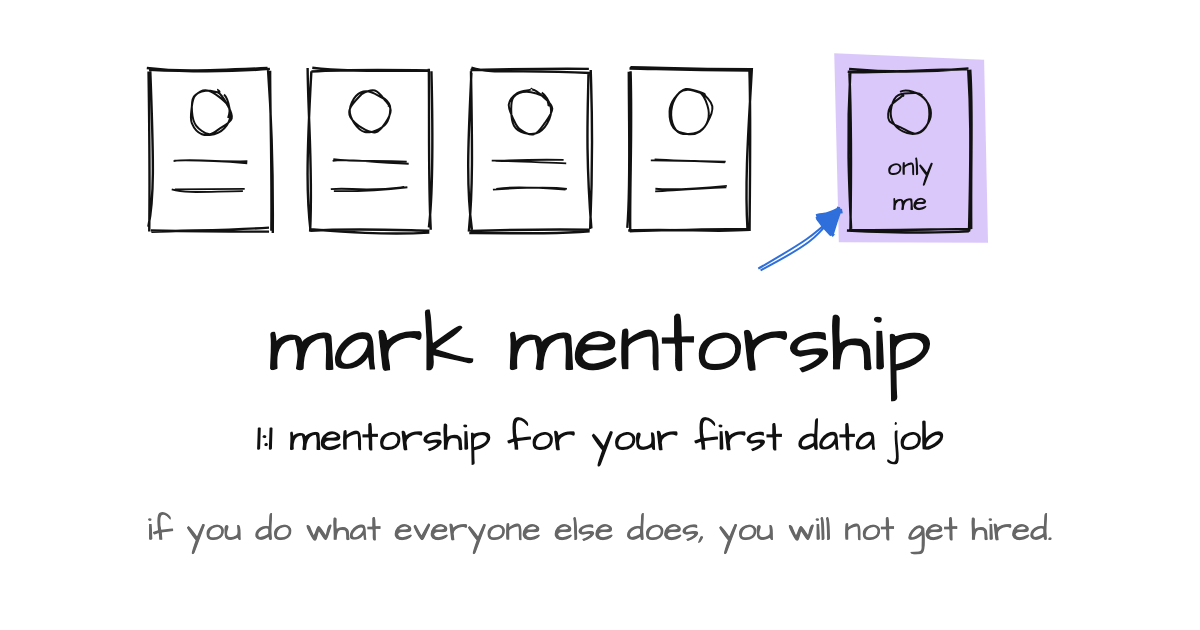 only
me
mark mentorship
1:1 mentorship for your first data job
if you do what everyone else does, you will not get hired.